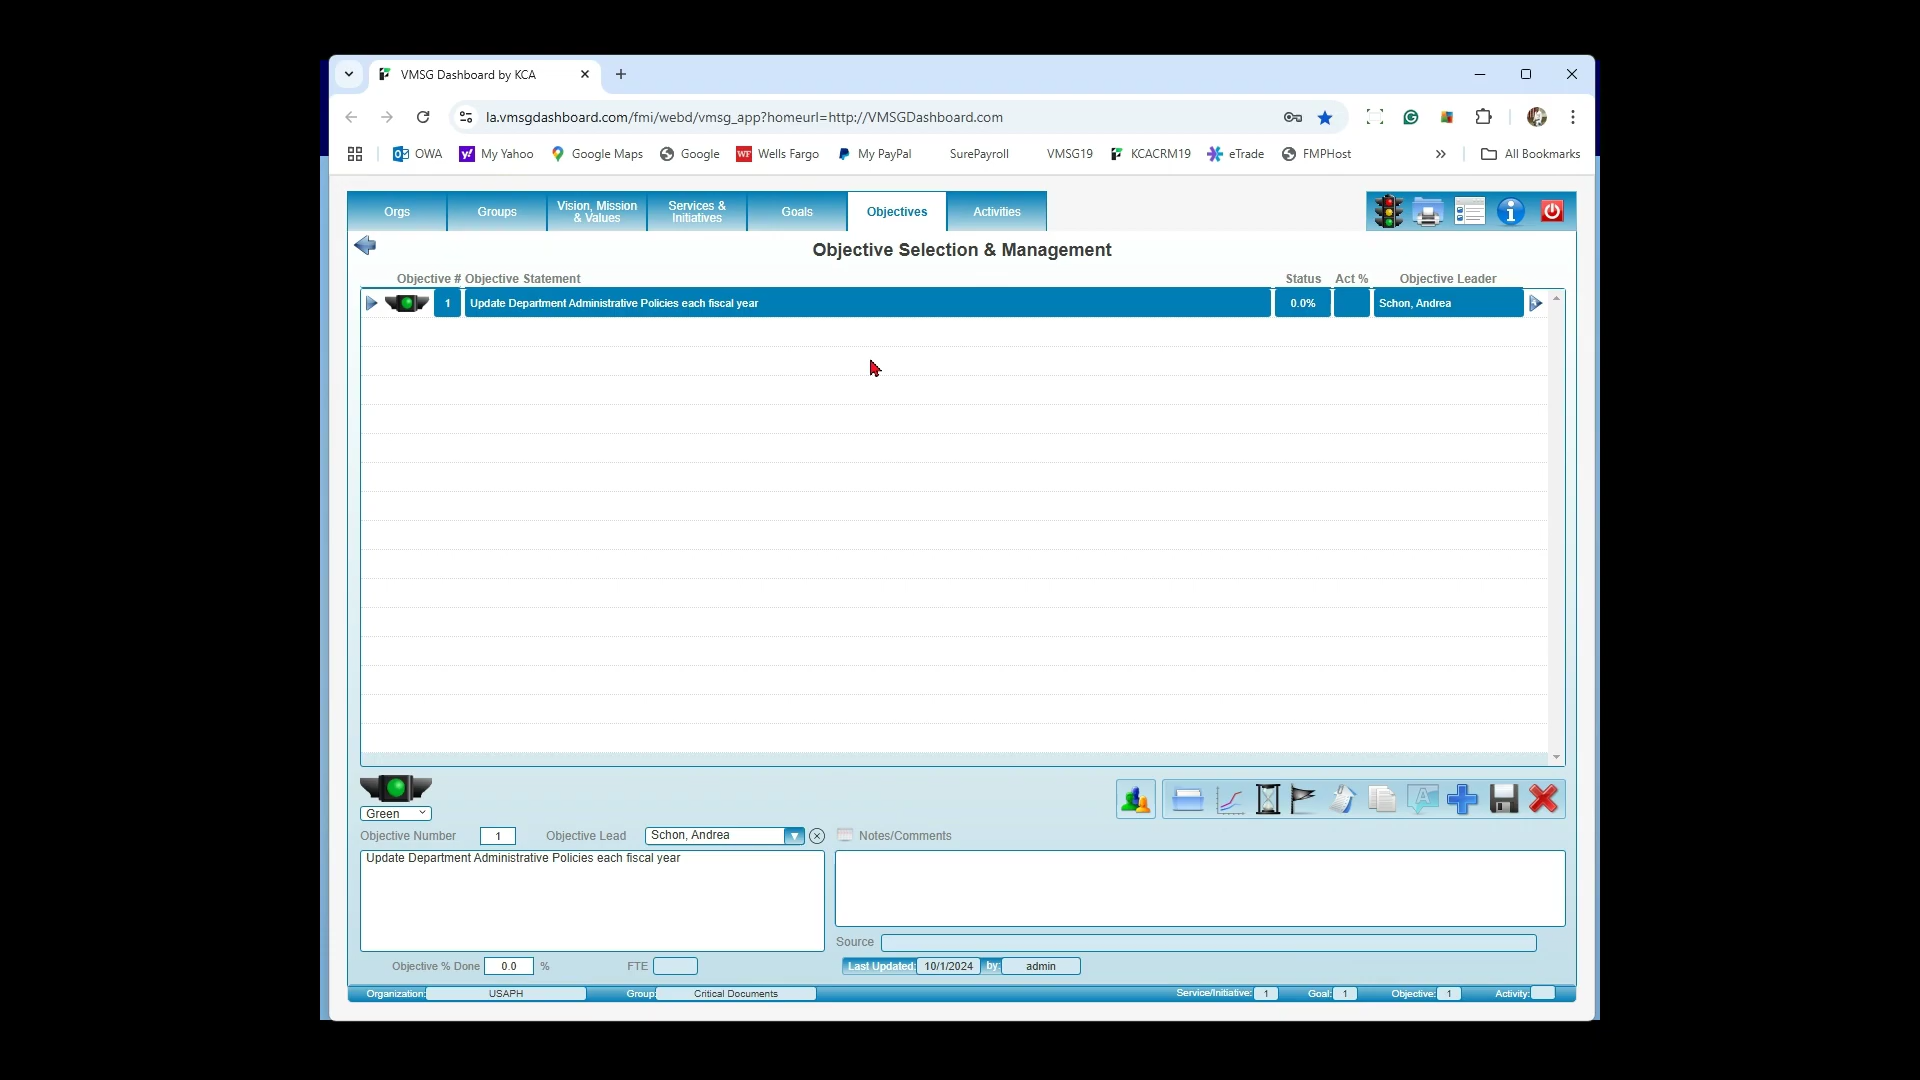 VMSG Dashboard by KCA
la.vmsgdashboard.com/fmi/webd/vmsg_app?homeurl=http://VMSGDashboard.com
OWA My Yahoo Google Maps Google WF Wells Fargo My PayPal SurePayroll VMSG19 KCACRM19 eTrade FMPHost » All Bookmarks
Orgs Groups Vision, Mission & Values Services & Initiatives Goals Objectives Activities
Objective Selection & Management
Objective # Objective Statement Status Act % Objective Leader
1 Update Department Administrative Policies each fiscal year 0.0% Schon, Andrea
Green
Objective Number 1 Objective Lead Schon, Andrea Notes/Comments
Update Department Administrative Policies each fiscal year
Source
Objective % Done 0.0 % FTE Last Updated: 10/1/2024 by: admin
Organization: USAPH Group: Critical Documents Service/Initiative: 1 Goal: 1 Objective: 1 Activity: